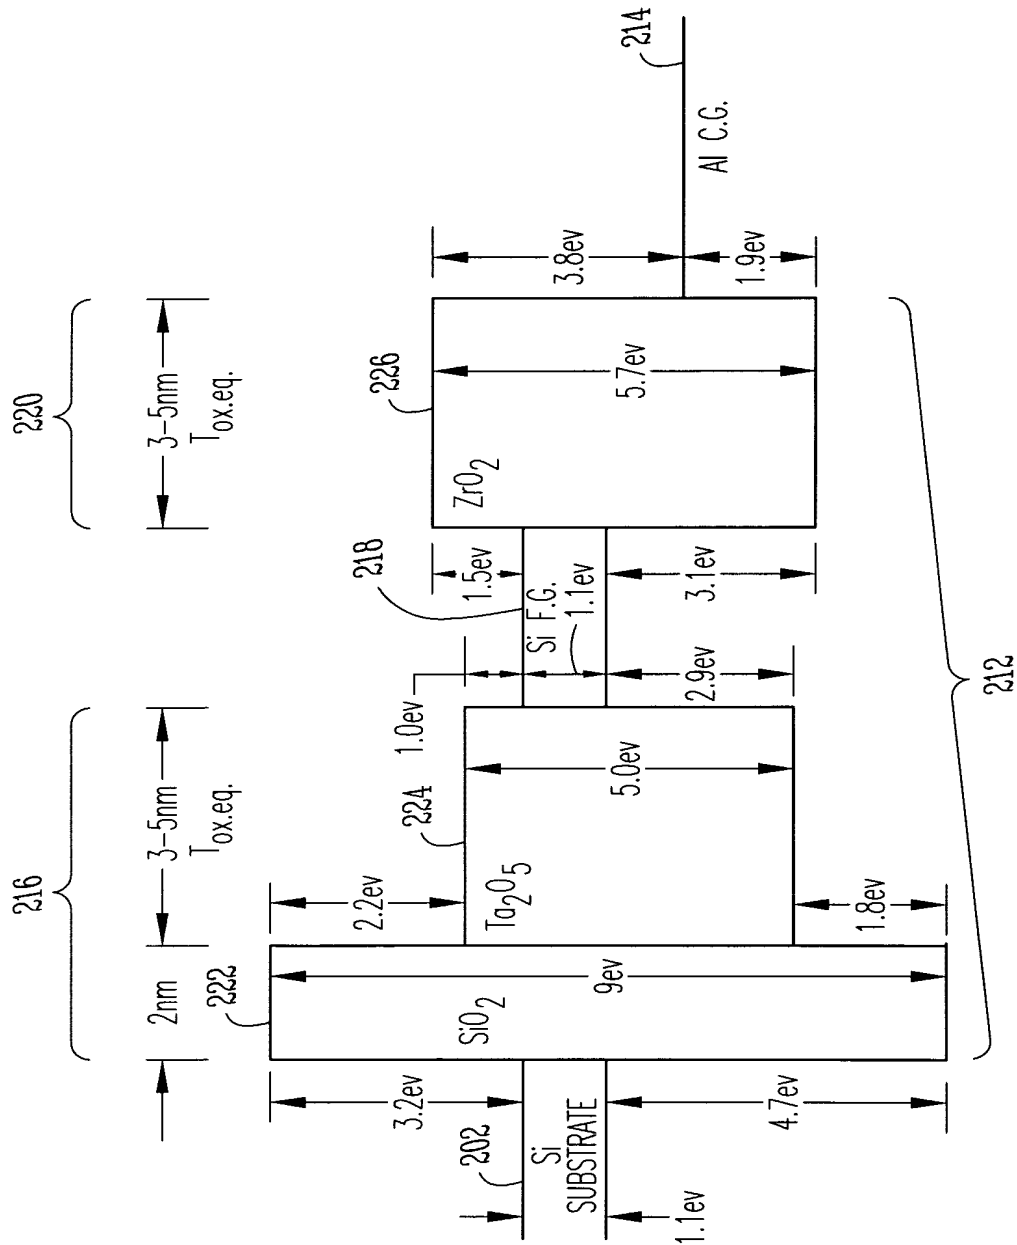 220
3-5nm
Tox.eq.
216
3-5nm
Tox.eq.
2nm
222
SiO2
9ev
3.2ev
202
Si
SUBSTRATE
1.1ev
4.7ev
2.2ev
224
Ta2O5
5.0ev
1.8ev
1.0ev
218
Si F.G.
1.1ev
2.9ev
1.5ev
3.1ev
226
ZrO2
5.7ev
3.8ev
1.9ev
214
Al C.G.
212